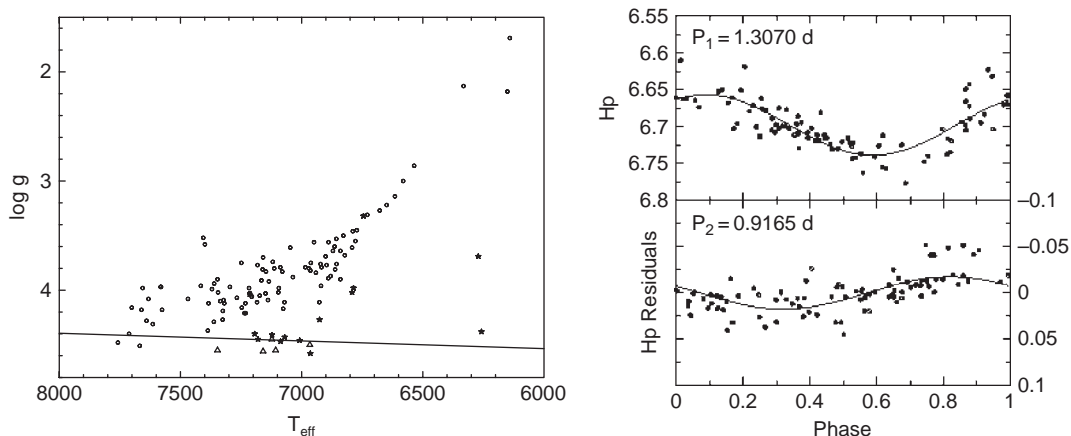 2
3
4
log g
8000 7500 7000 6500 6000
T_eff
P₁ = 1.3070 d
6.55
6.6
6.65
6.7
6.75
6.8
Hp
P₂ = 0.9165 d
–0.1
–0.05
0
0.05
0.1
Hp Residuals
0 0.2 0.4 0.6 0.8 1
Phase